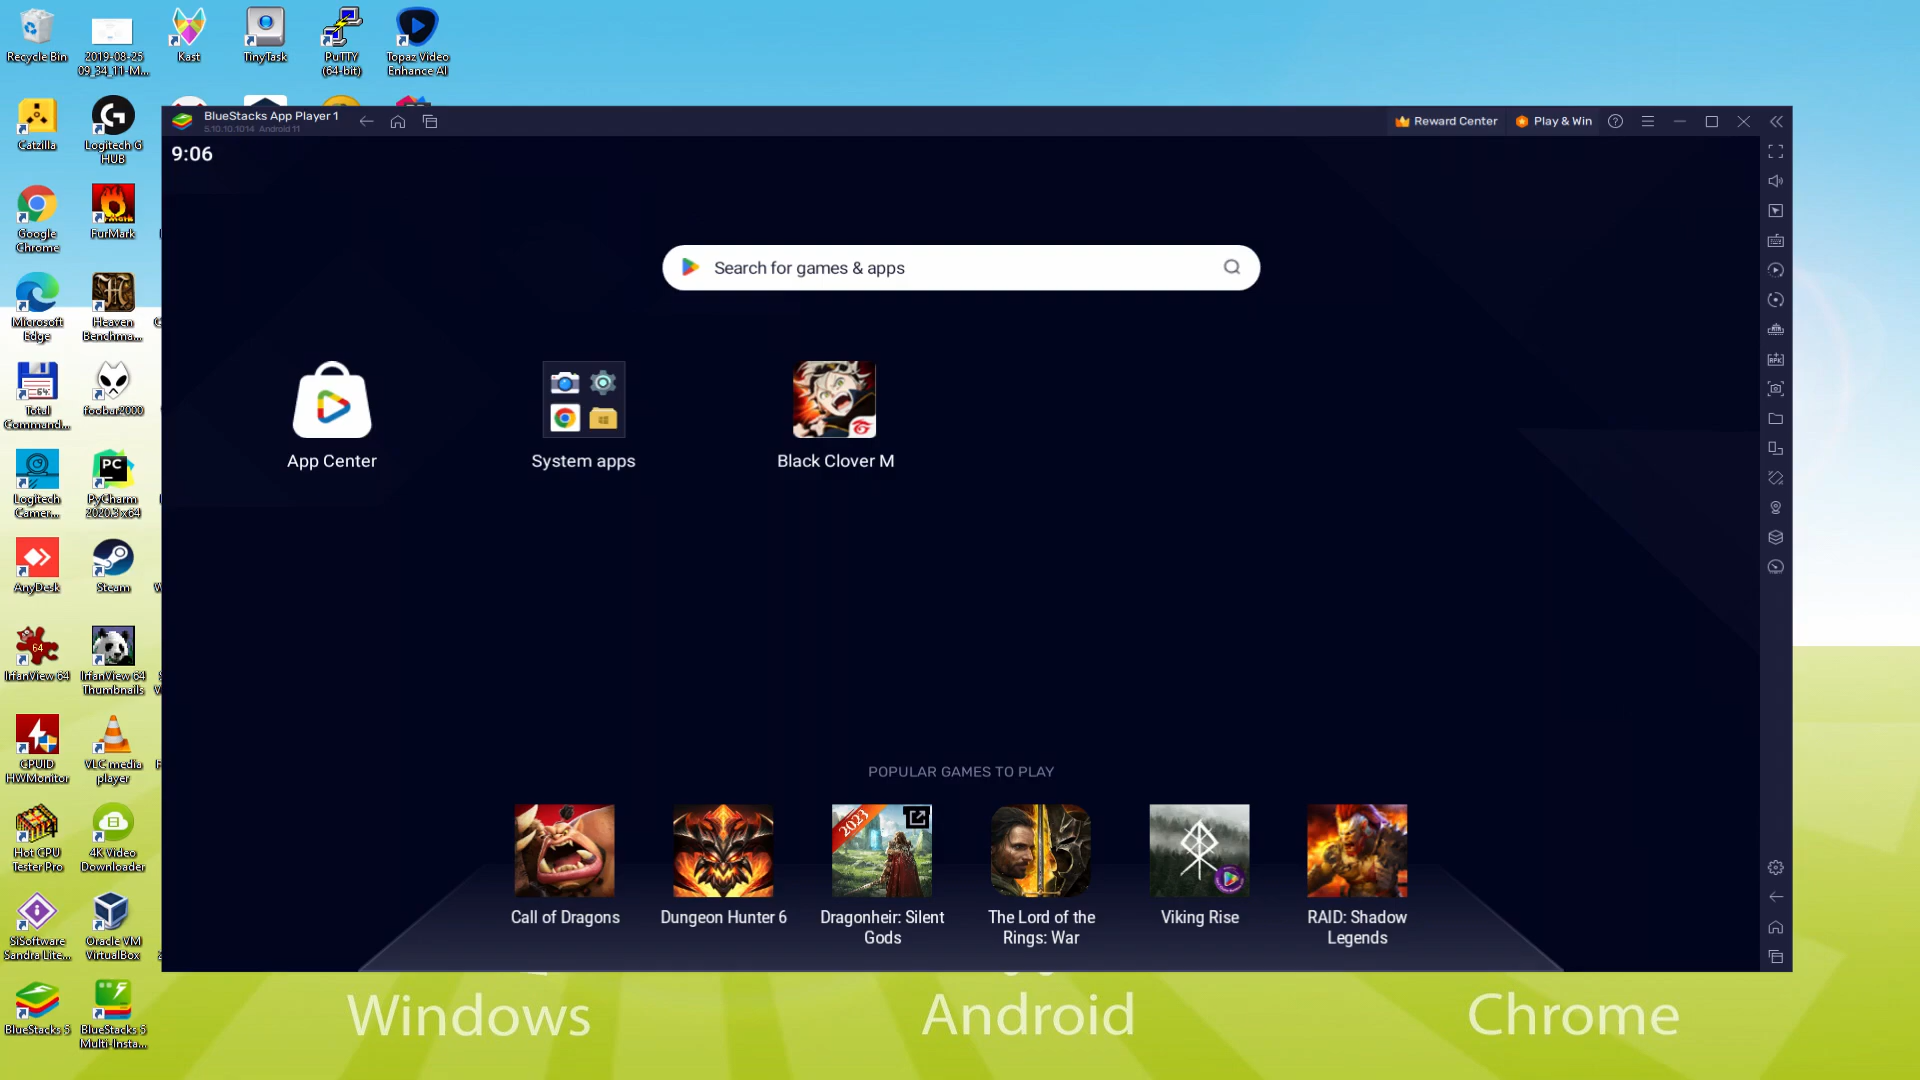 Recycle Bin
2019-08-25
09_34_11-M...
Kast
TinyTask
PuTTY
(64-bit)
Topaz Video
Enhance AI
Catzilla
Logitech G
HUB
Google
Chrome
FurMark
Microsoft
Edge
Heaven
Benchma...
Total
Command...
foobar2000
Logitech
Camer...
PyCharm
2020.3 x64
AnyDesk
Steam
IrfanView 64
IrfanView 64
Thumbnails
CPUID
HWMonitor
VLC media
player
Hot CPU
Tester Pro
4K Video
Downloader
SiSoftware
Sandra Lite...
Oracle VM
VirtualBox
BlueStacks 5
BlueStacks 5
Multi-Insta...
BlueStacks App Player 1
5.10.10.1014 Android 11
Reward Center
Play & Win
9:06
Search for games & apps
App Center
System apps
Black Clover M
POPULAR GAMES TO PLAY
2023
Call of Dragons
Dungeon Hunter 6
Dragonheir: Silent
Gods
The Lord of the
Rings: War
Viking Rise
RAID: Shadow
Legends
Windows
Android
Chrome